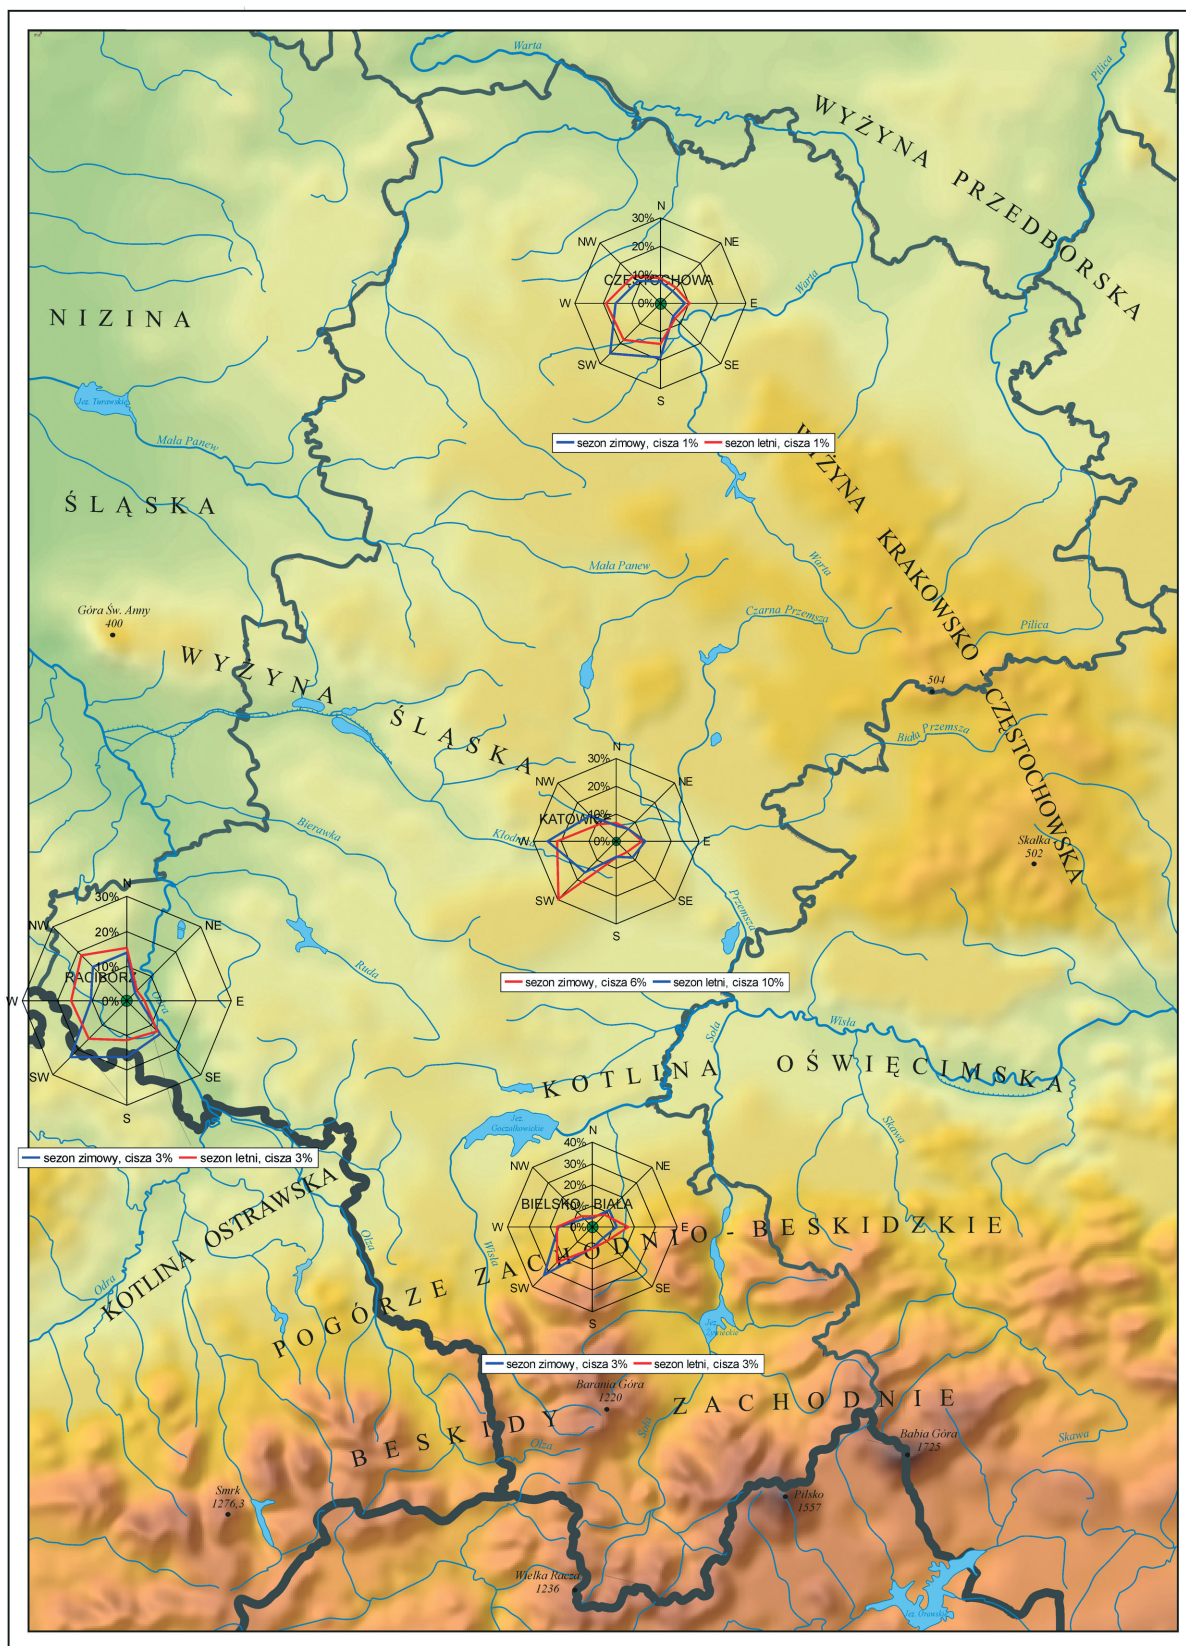 Warta
Pilica
WYŻYNA PRZEDBORSKA
N
30%
NW
20%
NE
10%
CZĘSTOCHOWA
W
0%
E
Warta
SW
SE
S
NIZINA
Jez. Turawskie
Mała Panew
sezon zimowy, cisza 1%
sezon letni, cisza 1%
WYŻYNA KRAKOWSKO - CZĘSTOCHOWSKA
ŚLĄSKA
Mała Panew
Warta
Góra Św. Anny
400
Czarna Przemsza
Pilica
WYŻYNA ŚLĄSKA
504
Biała Przemsza
N
30%
NW
20%
NE
10%
KATOWICE
Bierawka
Kłodnica
W
0%
E
Skałka
502
SW
SE
S
Przemsza
N
30%
NW
20%
NE
10%
RACIBÓRZ
Ruda
W
0%
E
Odra
SW
SE
S
sezon zimowy, cisza 6%
sezon letni, cisza 10%
Soła
Wisła
KOTLINA OŚWIĘCIMSKA
Jez.
Goczałkowickie
Skawa
sezon zimowy, cisza 3%
sezon letni, cisza 3%
N
40%
30%
NW
20%
NE
10%
BIELSKO - BIAŁA
W
0%
E
SW
SE
S
KOTLINA OSTRAWSKA
Olza
Wisła
Odra
POGÓRZE ZACHODNIO - BESKIDZKIE
Jez.
Żywieckie
sezon zimowy, cisza 3%
sezon letni, cisza 3%
Barania Góra
1220
BESKIDY ZACHODNIE
Olza
Soła
Babia Góra
1725
Skawa
Smrk
1276,3
Pilsko
1557
Wielka Racza
1236
Jez. Orawskie